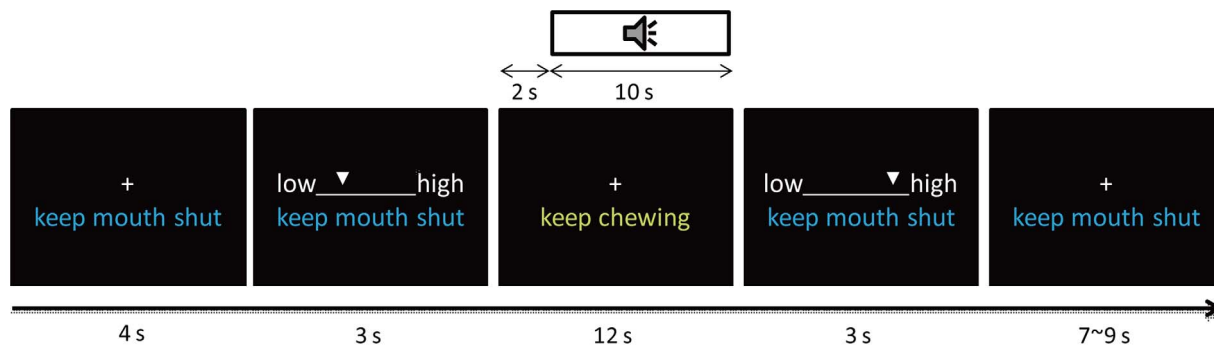 2 s 10 s
+ low high + low high +
keep mouth shut keep mouth shut keep chewing keep mouth shut keep mouth shut
4 s 3 s 12 s 3 s 7~9 s